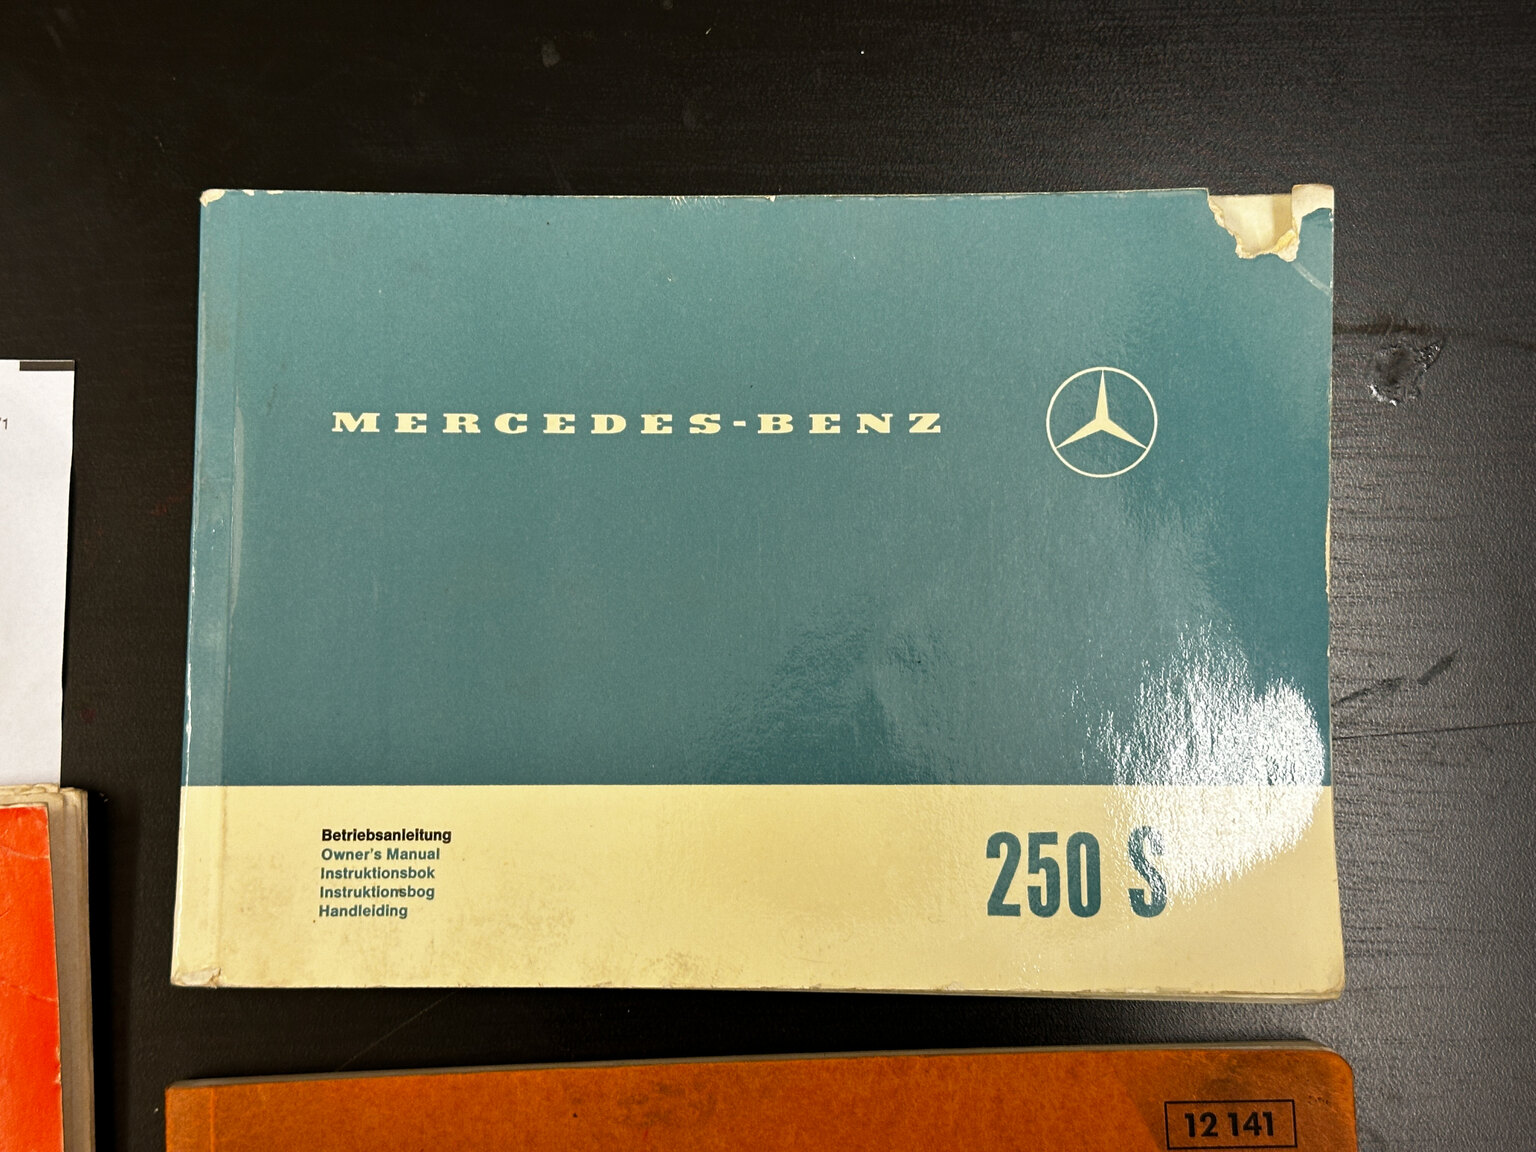 MERCEDES-BENZ
Betriebsanleitung
Owner's Manual
Instruktionsbok
Instruktionsbog
Handleiding
250 S
12 141